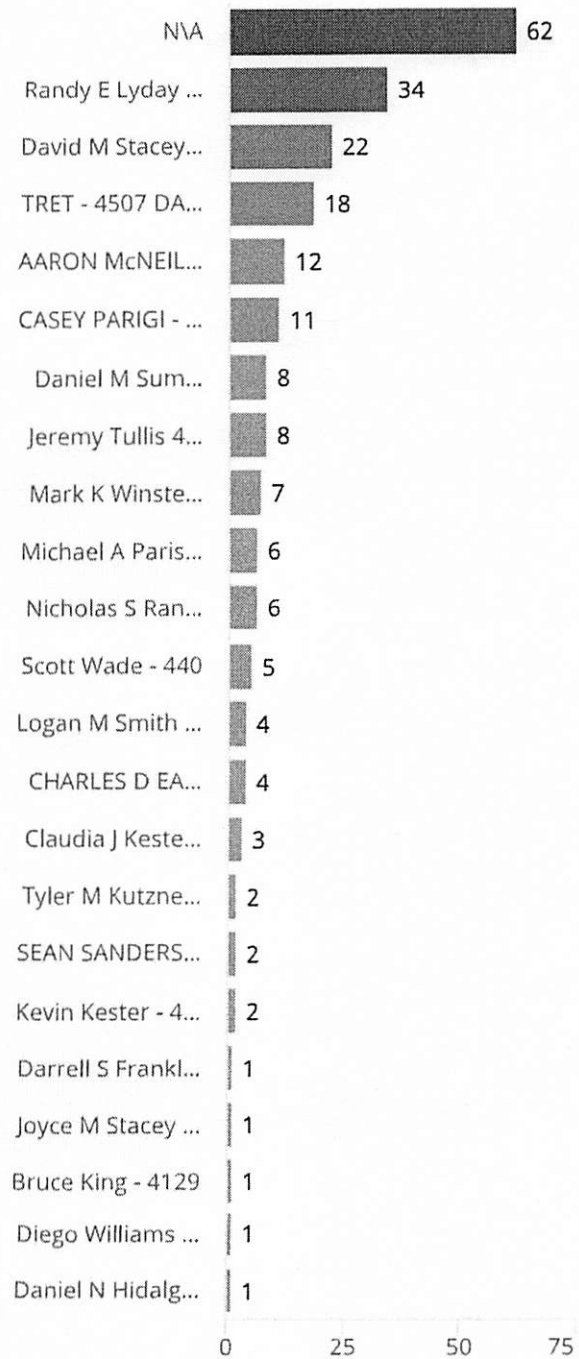 N\A 62
Randy E Lyday ... 34
David M Stacey... 22
TRET - 4507 DA... 18
AARON McNEIL... 12
CASEY PARIGI - ... 11
Daniel M Sum... 8
Jeremy Tullis 4... 8
Mark K Winste... 7
Michael A Paris... 6
Nicholas S Ran... 6
Scott Wade - 440 5
Logan M Smith ... 4
CHARLES D EA... 4
Claudia J Keste... 3
Tyler M Kutzne... 2
SEAN SANDERS... 2
Kevin Kester - 4... 2
Darrell S Frankl... 1
Joyce M Stacey ... 1
Bruce King - 4129 1
Diego Williams ... 1
Daniel N Hidalg... 1
0 25 50 75